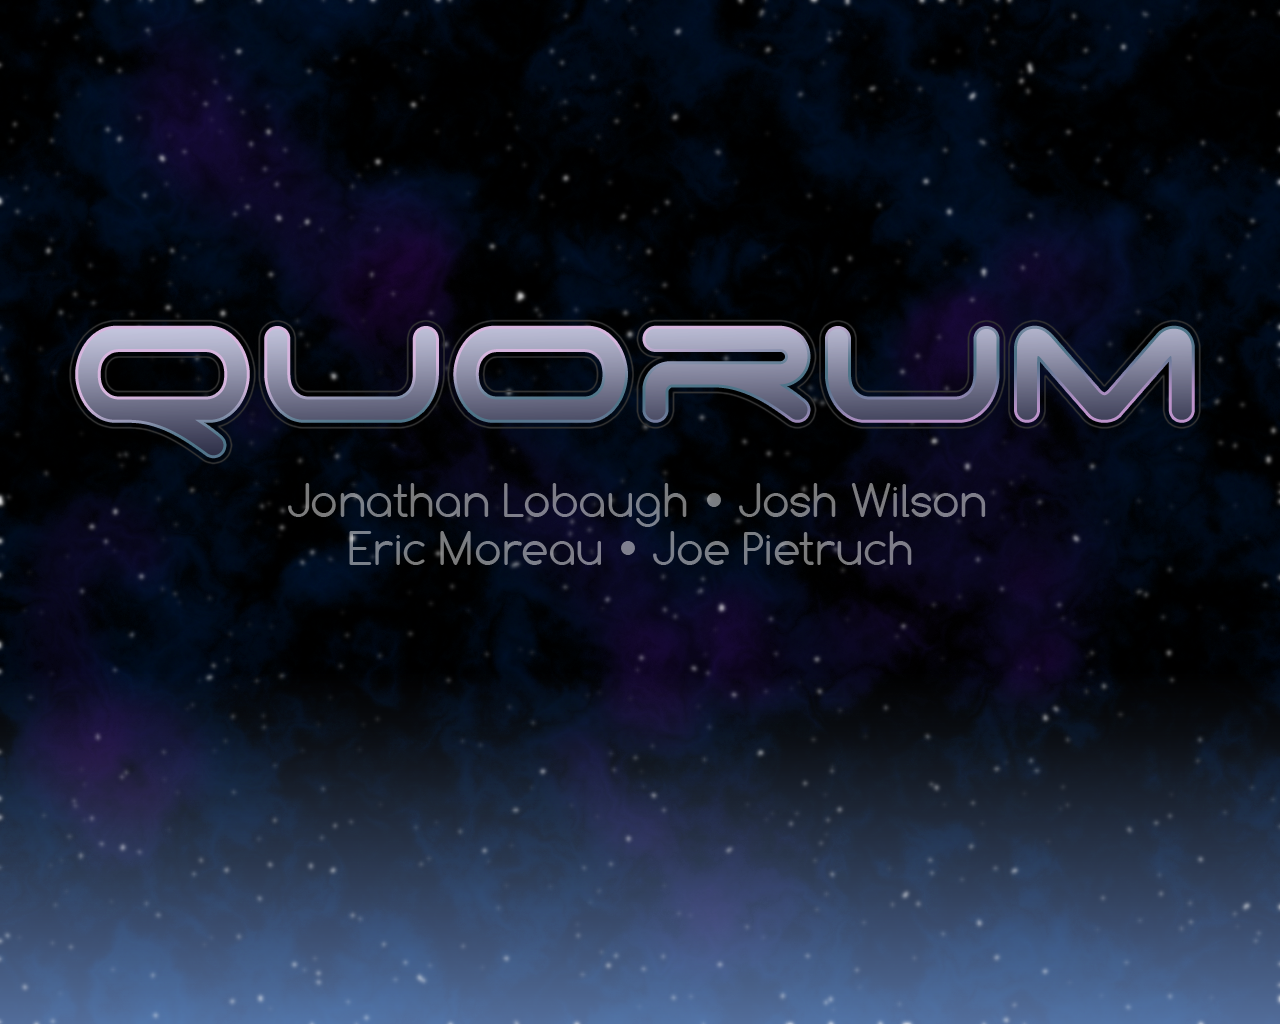 QUORUM
Jonathan Lobaugh • Josh Wilson
Eric Moreau • Joe Pietruch